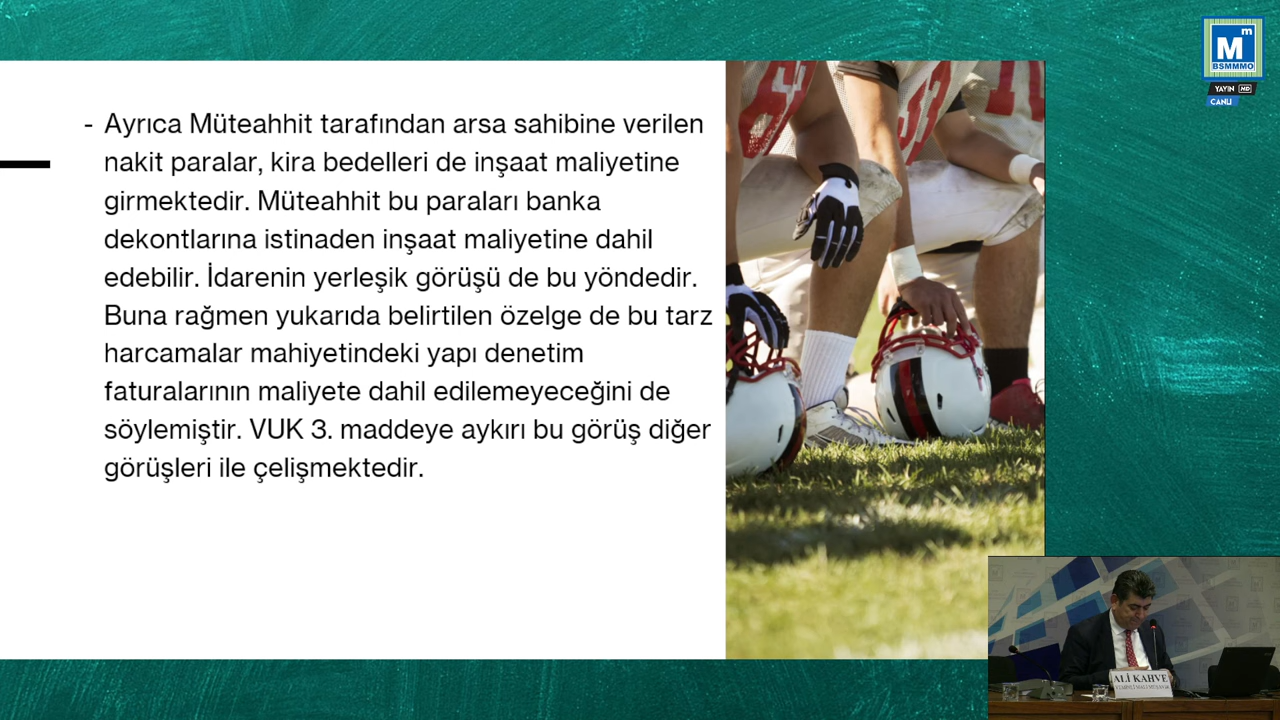 - Ayrıca Müteahhit tarafından arsa sahibine verilen
nakit paralar, kira bedelleri de inşaat maliyetine
girmektedir. Müteahhit bu paraları banka
dekontlarına istinaden inşaat maliyetine dahil
edebilir. İdarenin yerleşik görüşü de bu yöndedir.
Buna rağmen yukarıda belirtilen özelge de bu tarz
harcamalar mahiyetindeki yapı denetim
faturalarının maliyete dahil edilemeyeceğini de
söylemiştir. VUK 3. maddeye aykırı bu görüş diğer
görüşleri ile çelişmektedir.
Mm
BSMMMO
YAYIN HD
CANLI
ALİ KAHVE